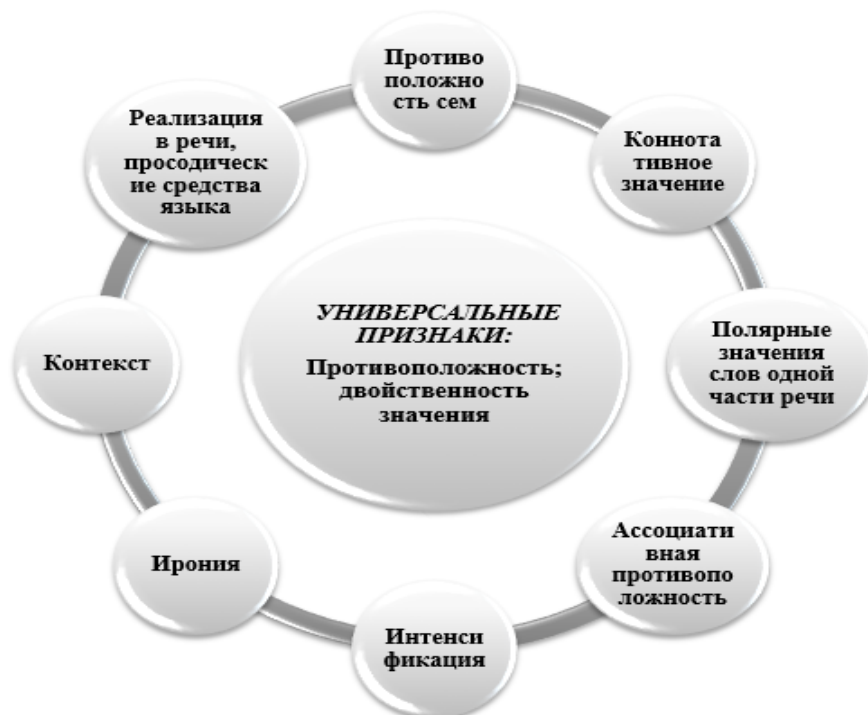 Противо
положно
сть сем
Коннота
тивное
значение
Полярные
значения
слов одной
части речи
Ассоциати
вная
противопо
ложность
Интенси
фикация
Ирония
Контекст
Реализация
в речи,
просодическ
ие средства
языка
УНИВЕРСАЛЬНЫЕ
ПРИЗНАКИ:
Противоположность;
двойственность
значения